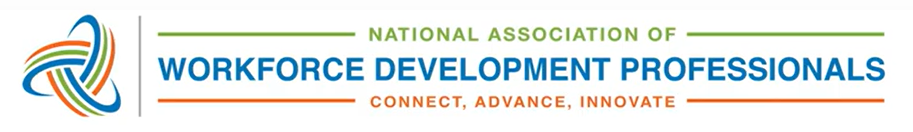 NATIONAL ASSOCIATION OF
WORKFORCE DEVELOPMENT PROFESSIONALS
CONNECT, ADVANCE, INNOVATE